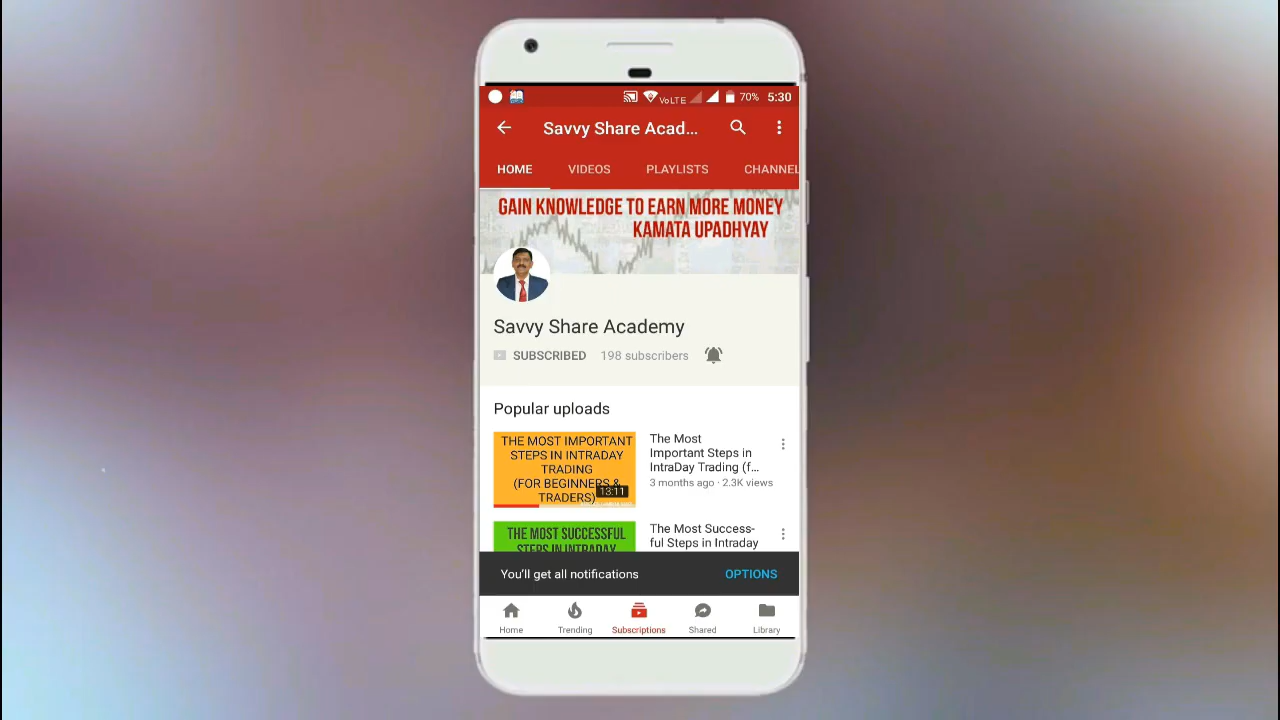 VoLTE 70% 5:30
Savvy Share Acad...
HOME VIDEOS PLAYLISTS CHANNEL
GAIN KNOWLEDGE TO EARN MORE MONEY
KAMATA UPADHYAY
Savvy Share Academy
SUBSCRIBED 198 subscribers
Popular uploads
THE MOST IMPORTANT
STEPS IN INTRADAY
TRADING
(FOR BEGINNERS &
TRADERS)
13:11
The Most
Important Steps in
IntraDay Trading (f...
3 months ago · 2.3K views
THE MOST SUCCESSFUL
STEPS IN INTRADAY
The Most Success-
ful Steps in Intraday
You'll get all notifications OPTIONS
Home Trending Subscriptions Shared Library